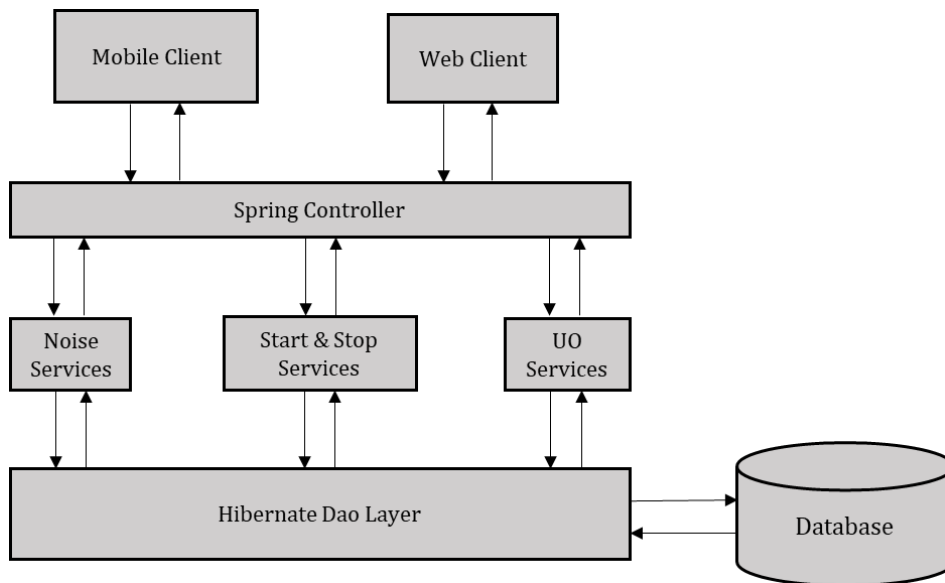 Mobile Client
Web Client
Spring Controller
Noise
Services
Start & Stop
Services
UO
Services
Hibernate Dao Layer
Database